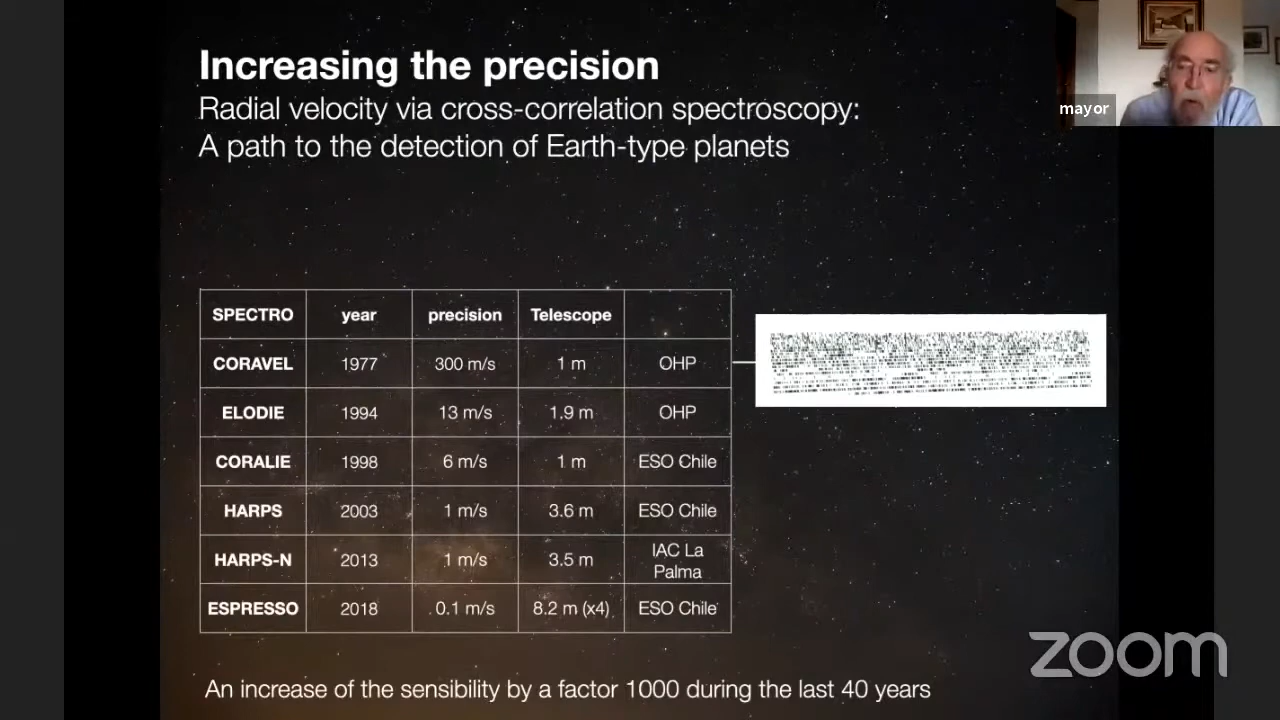 Increasing the precision
Radial velocity via cross-correlation spectroscopy:
A path to the detection of Earth-type planets
mayor
SPECTRO year precision Telescope
CORAVEL 1977 300 m/s 1 m OHP
ELODIE 1994 13 m/s 1.9 m OHP
CORALIE 1998 6 m/s 1 m ESO Chile
HARPS 2003 1 m/s 3.6 m ESO Chile
HARPS-N 2013 1 m/s 3.5 m IAC La
Palma
ESPRESSO 2018 0.1 m/s 8.2 m (x4) ESO Chile
An increase of the sensibility by a factor 1000 during the last 40 years
zoom